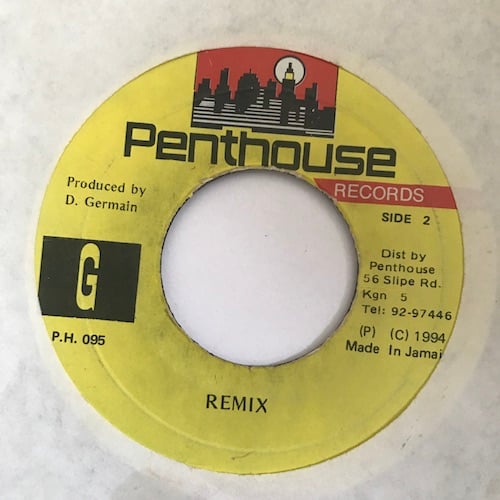 Penthouse
RECORDS
Produced by
D. Germain
SIDE 2
G
P.H. 095
Dist by
Penthouse
56 Slipe Rd.
Kgn 5
Tel: 92-97446
(P) (C) 1994
Made In Jamai
REMIX